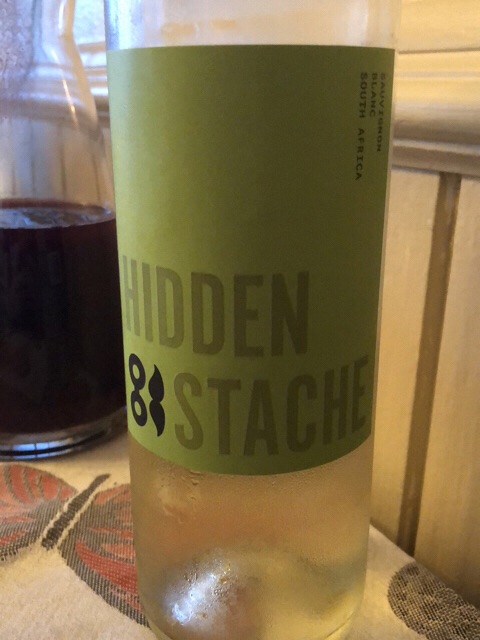 SAUVIGNON
BLANC
SOUTH AFRICA
HIDDEN
STACHE